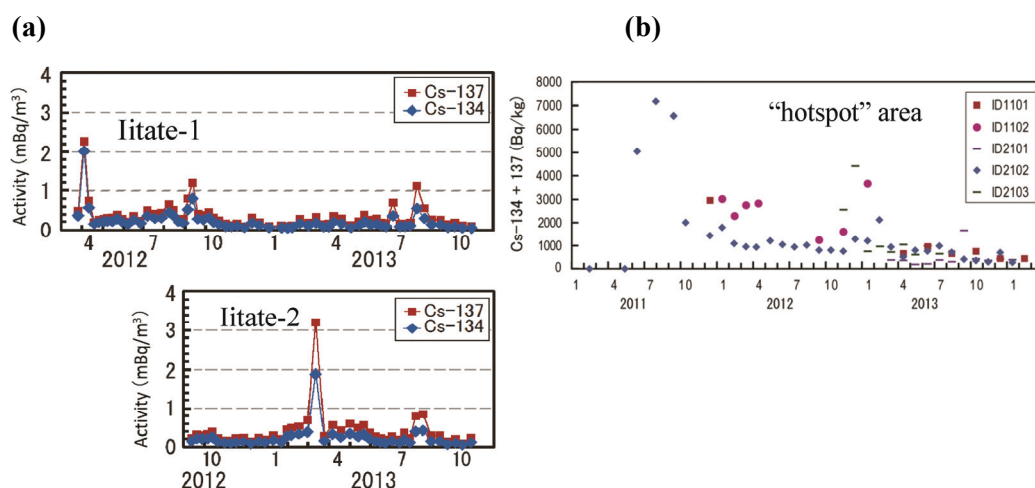 (a)
4
3
2
1
0
Activity (mBq/m³)
Iitate-1
Cs-137
Cs-134
4 7 10 1 4 7 10
2012 2013
4
3
2
1
0
Activity (mBq/m³)
Iitate-2
Cs-137
Cs-134
10 1 4 7 10
2012 2013
(b)
8000
7000
6000
5000
4000
3000
2000
1000
0
Cs-134 + 137 (Bq/kg)
“hotspot” area
ID1101
ID1102
ID2101
ID2102
ID2103
1 4 7 10 1 4 7 10 1 4 7 10 1
2011 2012 2013